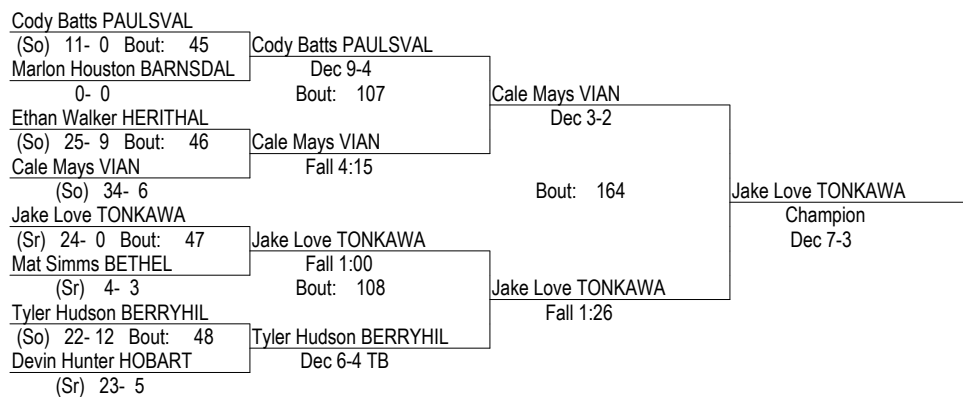 Cody Batts PAULSVAL
(So) 11- 0 Bout: 45
Cody Batts PAULSVAL
Marlon Houston BARNSDAL
Dec 9-4
0- 0
Bout: 107
Cale Mays VIAN
Ethan Walker HERITHAL
Dec 3-2
(So) 25- 9 Bout: 46
Cale Mays VIAN
Cale Mays VIAN
Fall 4:15
(So) 34- 6
Bout: 164
Jake Love TONKAWA
Jake Love TONKAWA
Champion
(Sr) 24- 0 Bout: 47
Jake Love TONKAWA
Dec 7-3
Mat Simms BETHEL
Fall 1:00
(Sr) 4- 3
Bout: 108
Jake Love TONKAWA
Tyler Hudson BERRYHIL
Fall 1:26
(So) 22- 12 Bout: 48
Tyler Hudson BERRYHIL
Devin Hunter HOBART
Dec 6-4 TB
(Sr) 23- 5